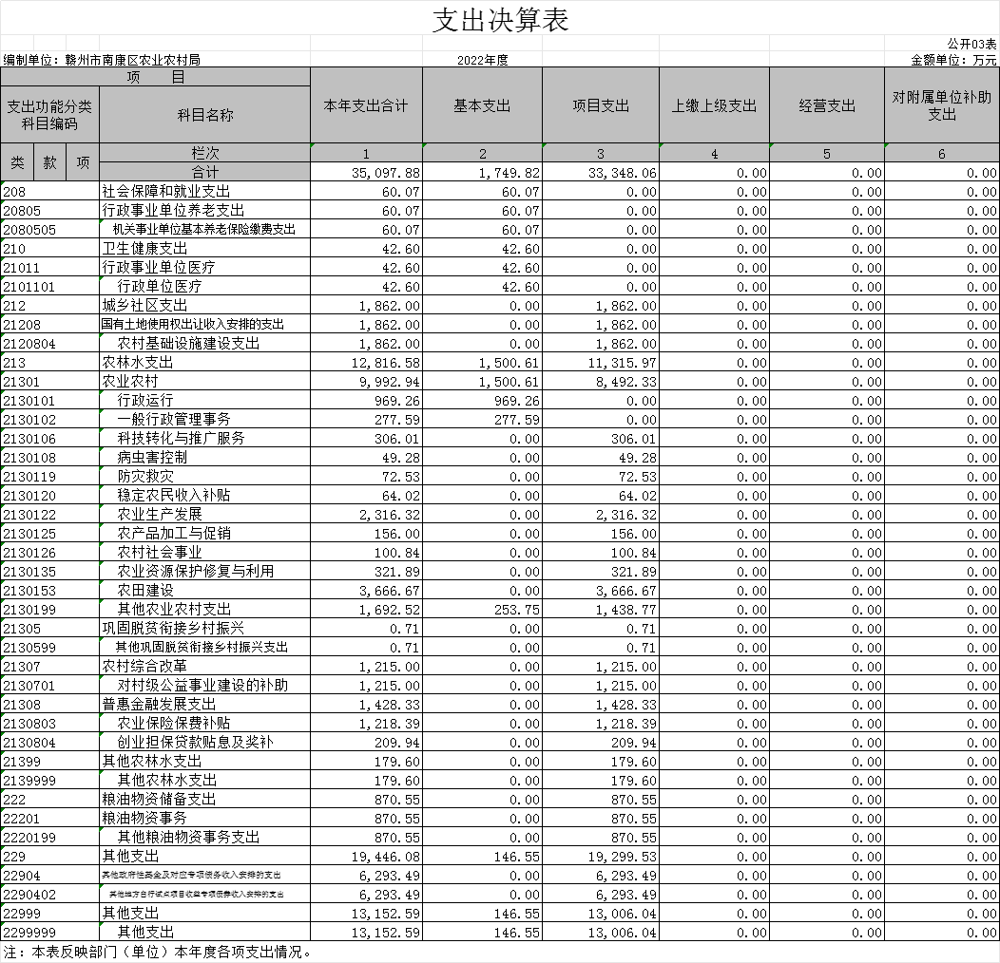 支出决算表
公开03表
编制单位：赣州市南康区农业农村局 2022年度 金额单位：万元
项 目 本年支出合计 基本支出 项目支出 上缴上级支出 经营支出 对附属单位补助支出
支出功能分类科目编码 科目名称
类 款 项 栏次 1 2 3 4 5 6
合计 35,097.88 1,749.82 33,348.06 0.00 0.00 0.00
208 社会保障和就业支出 60.07 60.07 0.00 0.00 0.00 0.00
20805 行政事业单位养老支出 60.07 60.07 0.00 0.00 0.00 0.00
2080505 机关事业单位基本养老保险缴费支出 60.07 60.07 0.00 0.00 0.00 0.00
210 卫生健康支出 42.60 42.60 0.00 0.00 0.00 0.00
21011 行政事业单位医疗 42.60 42.60 0.00 0.00 0.00 0.00
2101101 行政单位医疗 42.60 42.60 0.00 0.00 0.00 0.00
212 城乡社区支出 1,862.00 0.00 1,862.00 0.00 0.00 0.00
21208 国有土地使用权出让收入安排的支出 1,862.00 0.00 1,862.00 0.00 0.00 0.00
2120804 农村基础设施建设支出 1,862.00 0.00 1,862.00 0.00 0.00 0.00
213 农林水支出 12,816.58 1,500.61 11,315.97 0.00 0.00 0.00
21301 农业农村 9,992.94 1,500.61 8,492.33 0.00 0.00 0.00
2130101 行政运行 969.26 969.26 0.00 0.00 0.00 0.00
2130102 一般行政管理事务 277.59 277.59 0.00 0.00 0.00 0.00
2130106 科技转化与推广服务 306.01 0.00 306.01 0.00 0.00 0.00
2130108 病虫害控制 49.28 0.00 49.28 0.00 0.00 0.00
2130119 防灾救灾 72.53 0.00 72.53 0.00 0.00 0.00
2130120 稳定农民收入补贴 64.02 0.00 64.02 0.00 0.00 0.00
2130122 农业生产发展 2,316.32 0.00 2,316.32 0.00 0.00 0.00
2130125 农产品加工与促销 156.00 0.00 156.00 0.00 0.00 0.00
2130126 农村社会事业 100.84 0.00 100.84 0.00 0.00 0.00
2130135 农业资源保护修复与利用 321.89 0.00 321.89 0.00 0.00 0.00
2130153 农田建设 3,666.67 0.00 3,666.67 0.00 0.00 0.00
2130199 其他农业农村支出 1,692.52 253.75 1,438.77 0.00 0.00 0.00
21305 巩固脱贫衔接乡村振兴 0.71 0.00 0.71 0.00 0.00 0.00
2130599 其他巩固脱贫衔接乡村振兴支出 0.71 0.00 0.71 0.00 0.00 0.00
21307 农村综合改革 1,215.00 0.00 1,215.00 0.00 0.00 0.00
2130701 对村级公益事业建设的补助 1,215.00 0.00 1,215.00 0.00 0.00 0.00
21308 普惠金融发展支出 1,428.33 0.00 1,428.33 0.00 0.00 0.00
2130803 农业保险保费补贴 1,218.39 0.00 1,218.39 0.00 0.00 0.00
2130804 创业担保贷款贴息及奖补 209.94 0.00 209.94 0.00 0.00 0.00
21399 其他农林水支出 179.60 0.00 179.60 0.00 0.00 0.00
2139999 其他农林水支出 179.60 0.00 179.60 0.00 0.00 0.00
222 粮油物资储备支出 870.55 0.00 870.55 0.00 0.00 0.00
22201 粮油物资事务 870.55 0.00 870.55 0.00 0.00 0.00
2220199 其他粮油物资事务支出 870.55 0.00 870.55 0.00 0.00 0.00
229 其他支出 19,446.08 146.55 19,299.53 0.00 0.00 0.00
22904 其他政府性基金及对应专项债务收入安排的支出 6,293.49 0.00 6,293.49 0.00 0.00 0.00
2290402 其他地方自行试点项目收益专项债券收入安排的支出 6,293.49 0.00 6,293.49 0.00 0.00 0.00
22999 其他支出 13,152.59 146.55 13,006.04 0.00 0.00 0.00
2299999 其他支出 13,152.59 146.55 13,006.04 0.00 0.00 0.00
注：本表反映部门（单位）本年度各项支出情况。